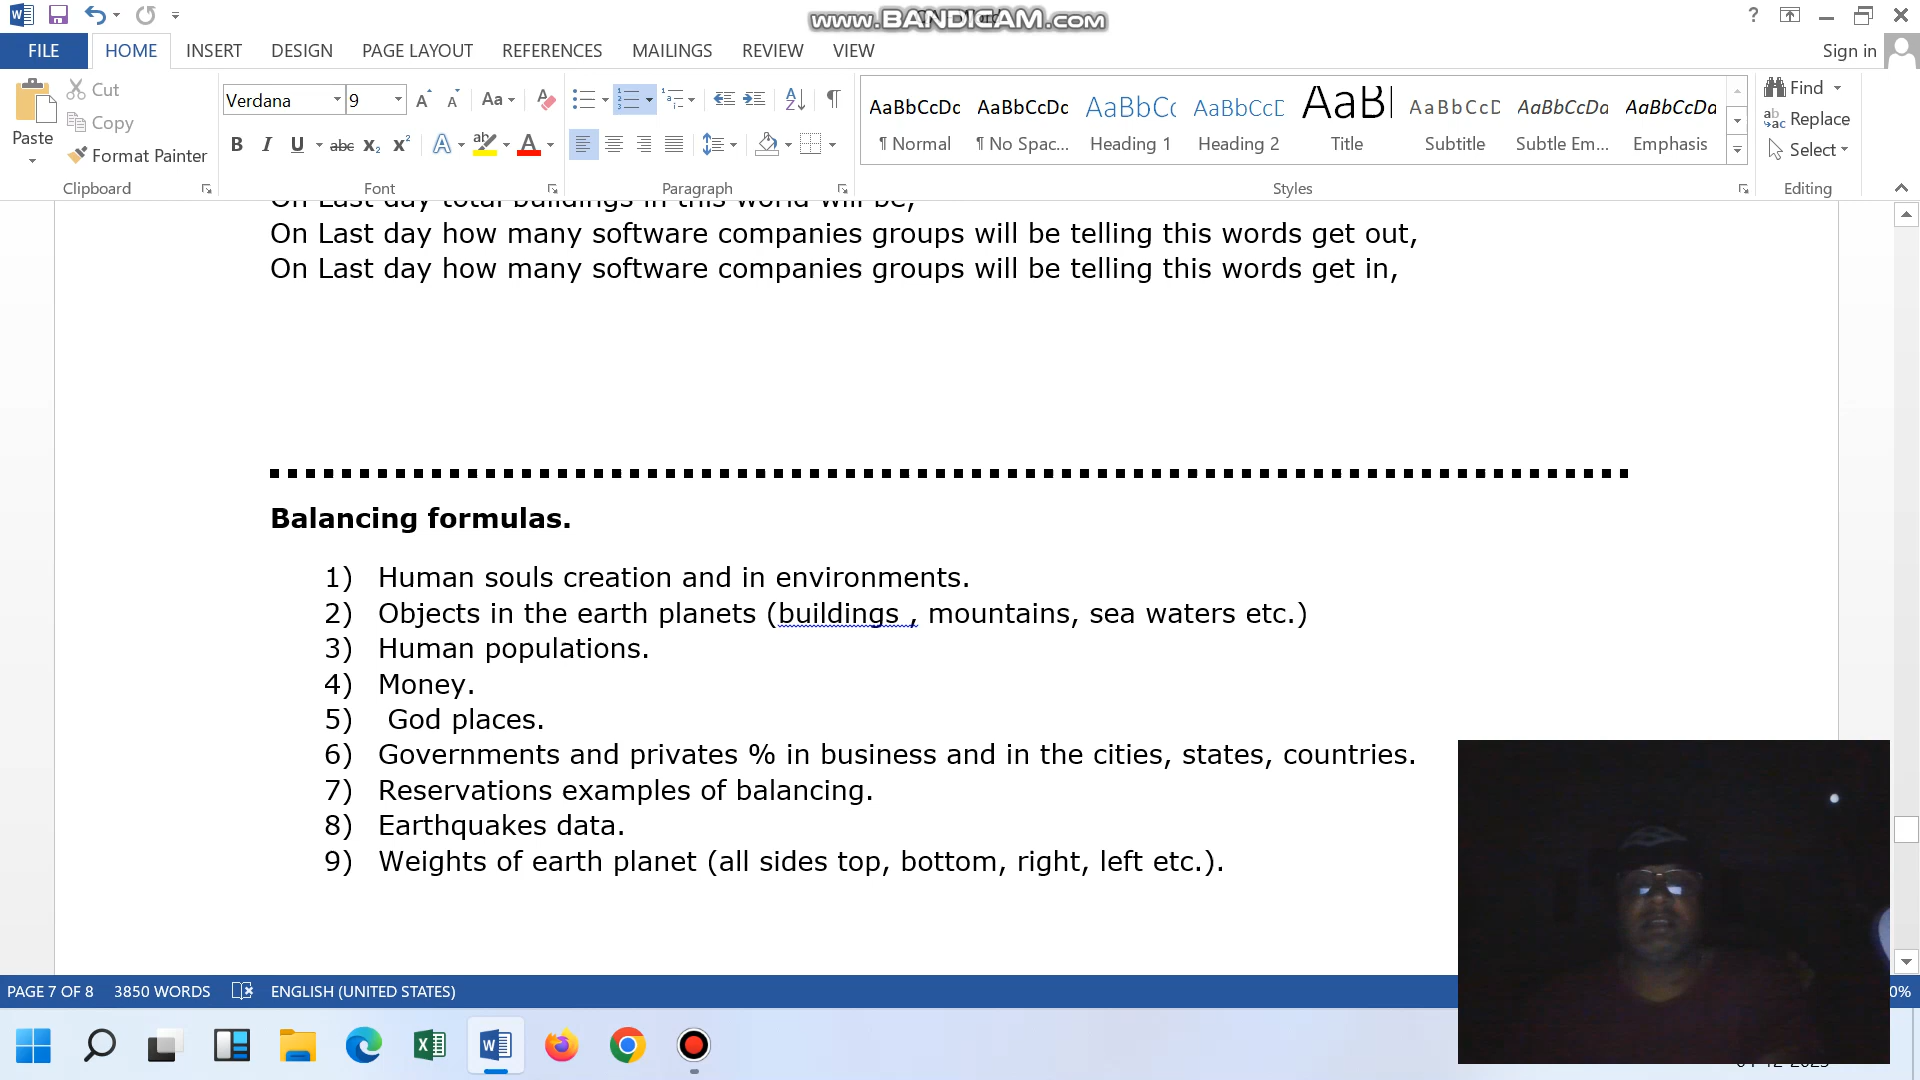 www.BANDICAM.com
FILE HOME INSERT DESIGN PAGE LAYOUT REFERENCES MAILINGS REVIEW VIEW Sign in
Paste Cut Copy Format Painter Clipboard
Verdana 9 Font
Paragraph
AaBbCcDc AaBbCcDc AaBbCc AaBbCcD AaBl AaBbCcD AaBbCcDa AaBbCcDa
¶ Normal ¶ No Spac... Heading 1 Heading 2 Title Subtitle Subtle Em... Emphasis
Styles
Find Replace Select Editing
On Last day total buildings in this world will be,
On Last day how many software companies groups will be telling this words get out,
On Last day how many software companies groups will be telling this words get in,
Balancing formulas.
1) Human souls creation and in environments.
2) Objects in the earth planets (buildings , mountains, sea waters etc.)
3) Human populations.
4) Money.
5) God places.
6) Governments and privates % in business and in the cities, states, countries.
7) Reservations examples of balancing.
8) Earthquakes data.
9) Weights of earth planet (all sides top, bottom, right, left etc.).
PAGE 7 OF 8 3850 WORDS ENGLISH (UNITED STATES)